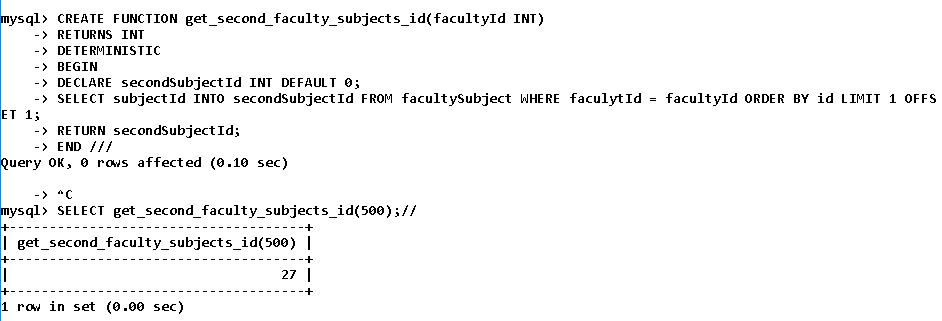 mysql> CREATE FUNCTION get_second_faculty_subjects_id(facultyId INT)
    -> RETURNS INT
    -> DETERMINISTIC
    -> BEGIN
    -> DECLARE secondSubjectId INT DEFAULT 0;
    -> SELECT subjectId INTO secondSubjectId FROM facultySubject WHERE faculytId = facultyId ORDER BY id LIMIT 1 OFFS
ET 1;
    -> RETURN secondSubjectId;
    -> END ///
Query OK, 0 rows affected (0.10 sec)
    -> ^C
mysql> SELECT get_second_faculty_subjects_id(500);//
+-------------------------------------+
| get_second_faculty_subjects_id(500) |
+-------------------------------------+
|                                  27 |
+-------------------------------------+
1 row in set (0.00 sec)